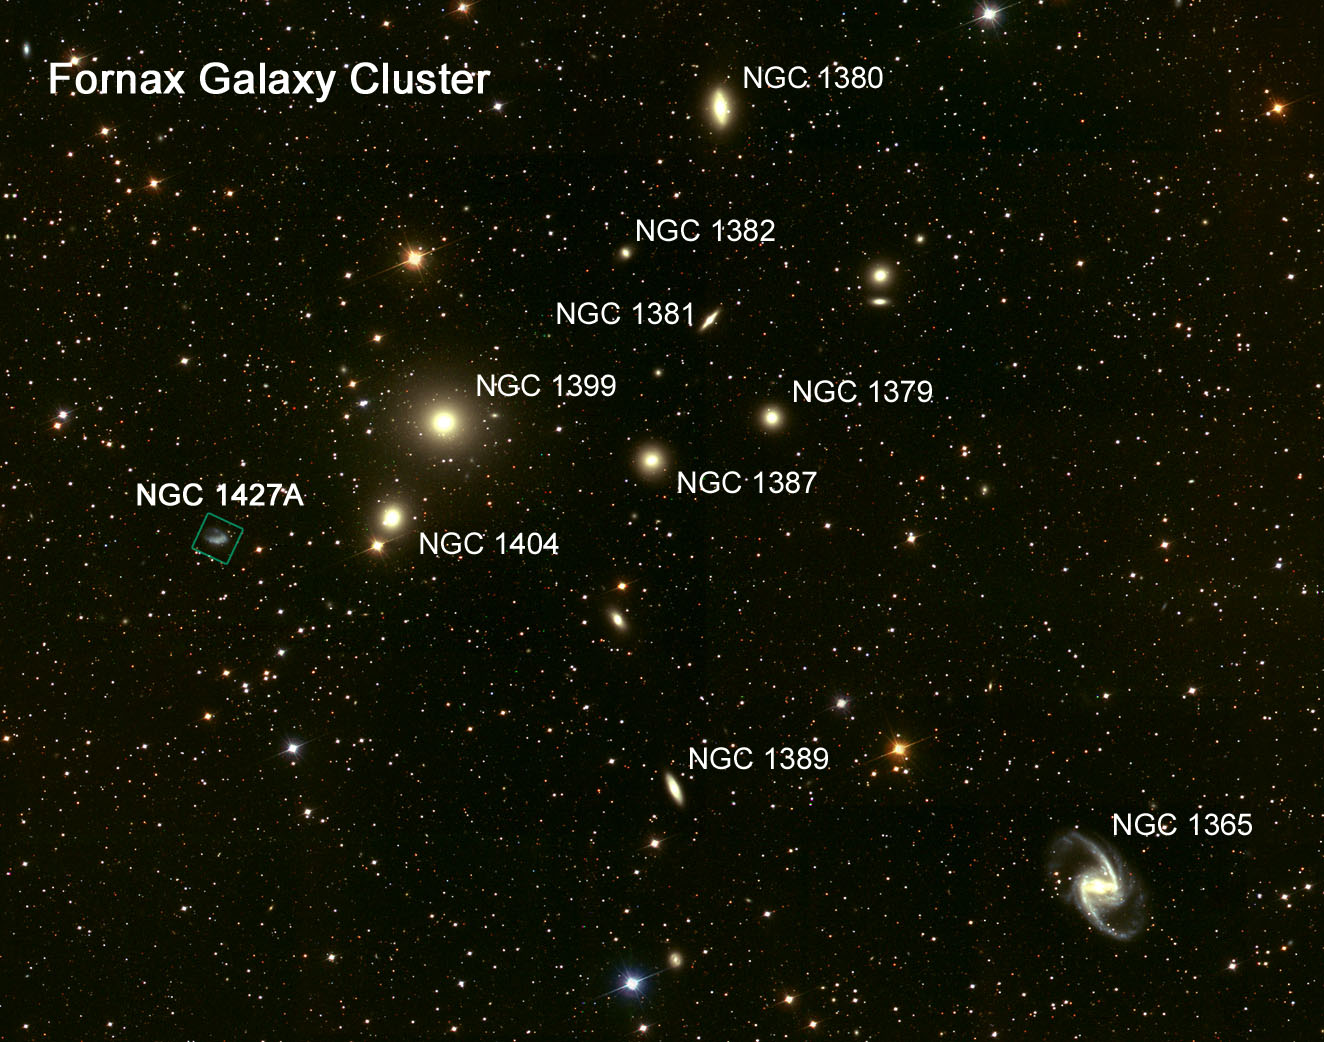 Fornax Galaxy Cluster
NGC 1380
NGC 1382
NGC 1381
NGC 1399
NGC 1379
NGC 1387
NGC 1427A
NGC 1404
NGC 1389
NGC 1365